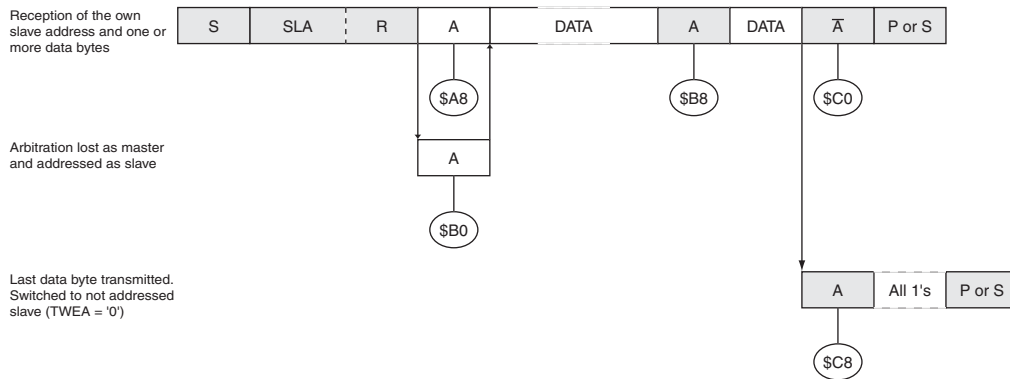 Reception of the own
slave address and one or
more data bytes
S SLA R A DATA A DATA A̅ P or S
$A8 $B8 $C0
Arbitration lost as master
and addressed as slave
A
$B0
Last data byte transmitted.
Switched to not addressed
slave (TWEA = '0')
A All 1's P or S
$C8